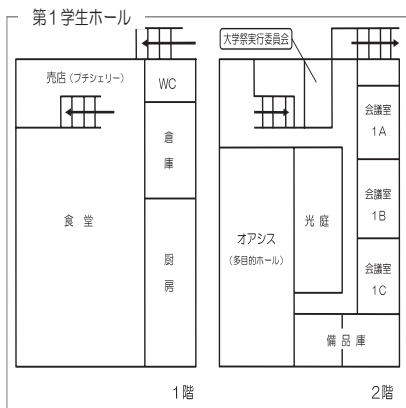 第1学生ホール
売店（プチシェリー）
WC
倉庫
食堂
厨房
1階
大学祭実行委員会
会議室
1A
会議室
1B
オアシス
（多目的ホール）
光庭
会議室
1C
備品庫
2階